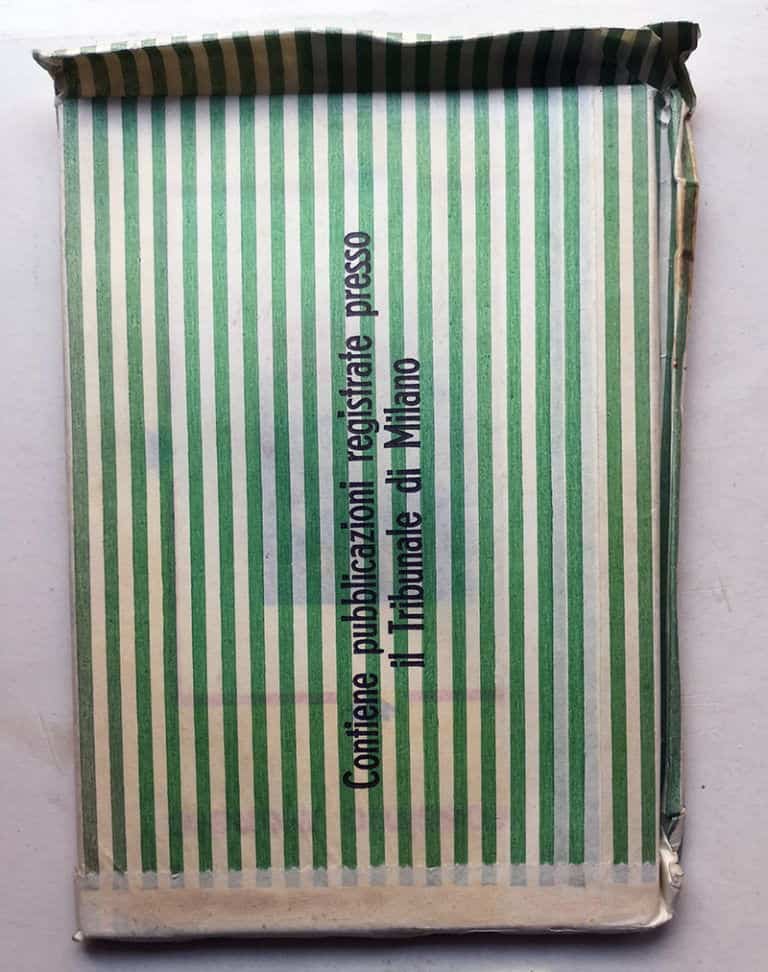 Contiene pubblicazioni registrate presso
il Tribunale di Milano